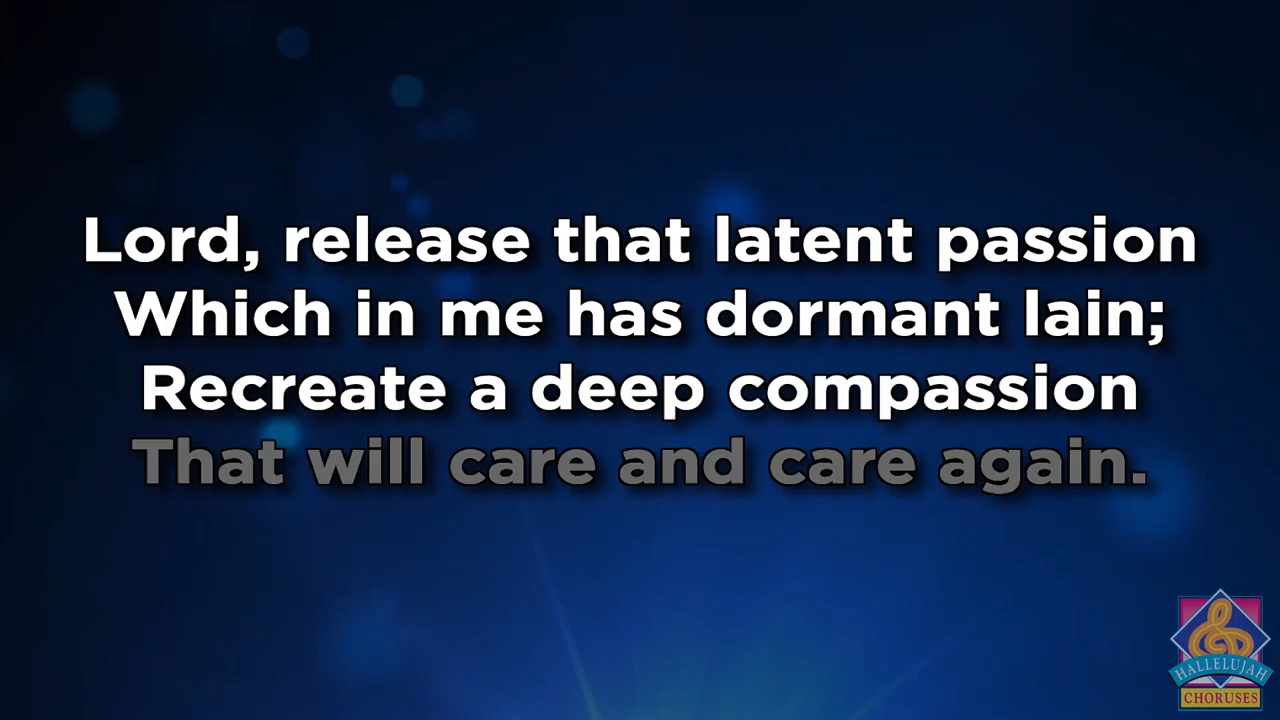 Lord, release that latent passion
Which in me has dormant lain;
Recreate a deep compassion
That will care and care again.
HALLELUJAH
CHORUSES